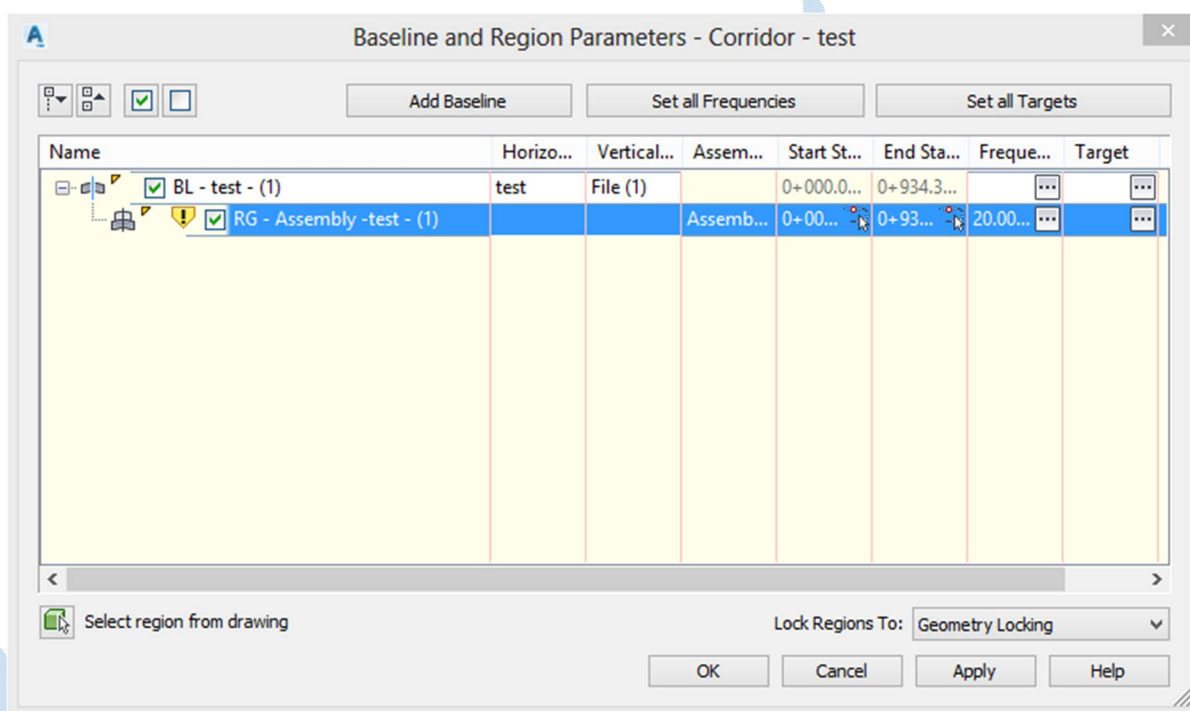 Baseline and Region Parameters - Corridor - test
Add Baseline Set all Frequencies Set all Targets
Name Horizo... Vertical... Assem... Start St... End Sta... Freque... Target
BL - test - (1) test File (1) 0+000.0... 0+934.3... ... ...
RG - Assembly -test - (1) Assemb... 0+00... 0+93... 20.00... ... ...
Select region from drawing Lock Regions To: Geometry Locking
OK Cancel Apply Help